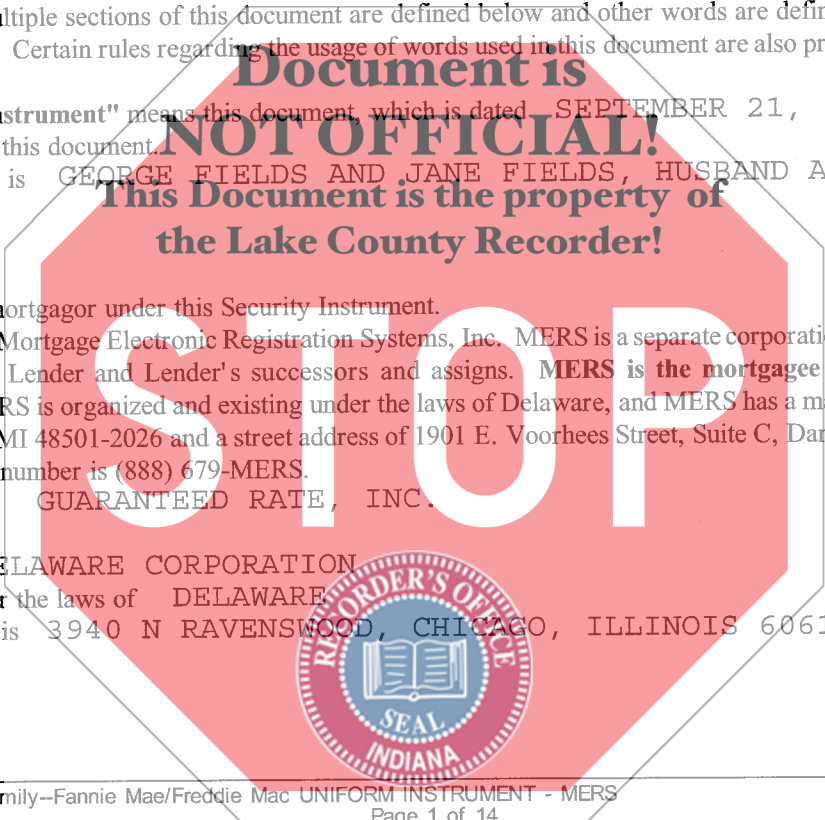 ltiple sections of this document are defined below and other words are defin
Certain rules regarding the usage of words used in this document are also pr
Document is
nstrument" means this document, which is dated SEPTEMBER 21,
NOT OFFICIAL!
this document.
is GEORGE FIELDS AND JANE FIELDS, HUSBAND A
This Document is the property of
the Lake County Recorder!
ortgagor under this Security Instrument.
Mortgage Electronic Registration Systems, Inc. MERS is a separate corporati
Lender and Lender's successors and assigns. MERS is the mortgagee
RS is organized and existing under the laws of Delaware, and MERS has a ma
MI 48501-2026 and a street address of 1901 E. Voorhees Street, Suite C, Dan
number is (888) 679-MERS.
STOP
GUARANTEED RATE, INC.
ELAWARE CORPORATION
r the laws of DELAWARE
is 3940 N RAVENSWOOD, CHICAGO, ILLINOIS 6061
RECORDER'S OFFICE
SEAL
INDIANA
mily--Fannie Mae/Freddie Mac UNIFORM INSTRUMENT - MERS
Page 1 of 14